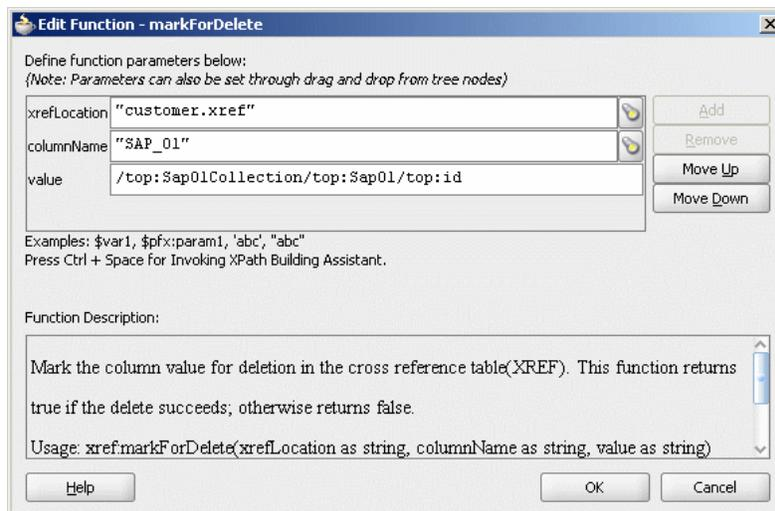 Edit Function - markForDelete
Define function parameters below:
(Note: Parameters can also be set through drag and drop from tree nodes)
xrefLocation "customer.xref"
Add
columnName "SAP_01"
Remove
value /top:Sap01Collection/top:Sap01/top:id
Move Up
Move Down
Examples: $var1, $pfx:param1, 'abc', "abc"
Press Ctrl + Space for Invoking XPath Building Assistant.
Function Description:
Mark the column value for deletion in the cross reference table(XREF). This function returns
true if the delete succeeds; otherwise returns false.
Usage: xref:markForDelete(xrefLocation as string, columnName as string, value as string)
Help
OK
Cancel